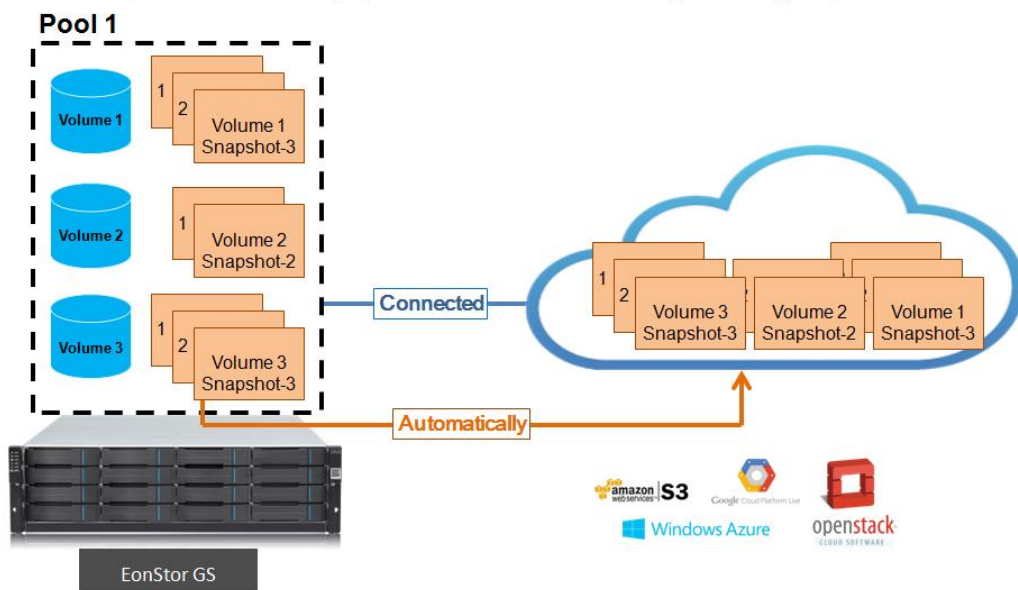 Pool 1
Volume 1
1
2
Volume 1
Snapshot-3
Volume 2
1
Volume 2
Snapshot-2
Volume 3
1
2
Volume 3
Snapshot-3
Connected
1
2
Volume 3
Snapshot-3
Volume 2
Snapshot-2
Volume 1
Snapshot-3
Automatically
amazon
web services™
S3
Google Cloud Platform Live
Windows Azure
openstack
CLOUD SOFTWARE
EonStor GS